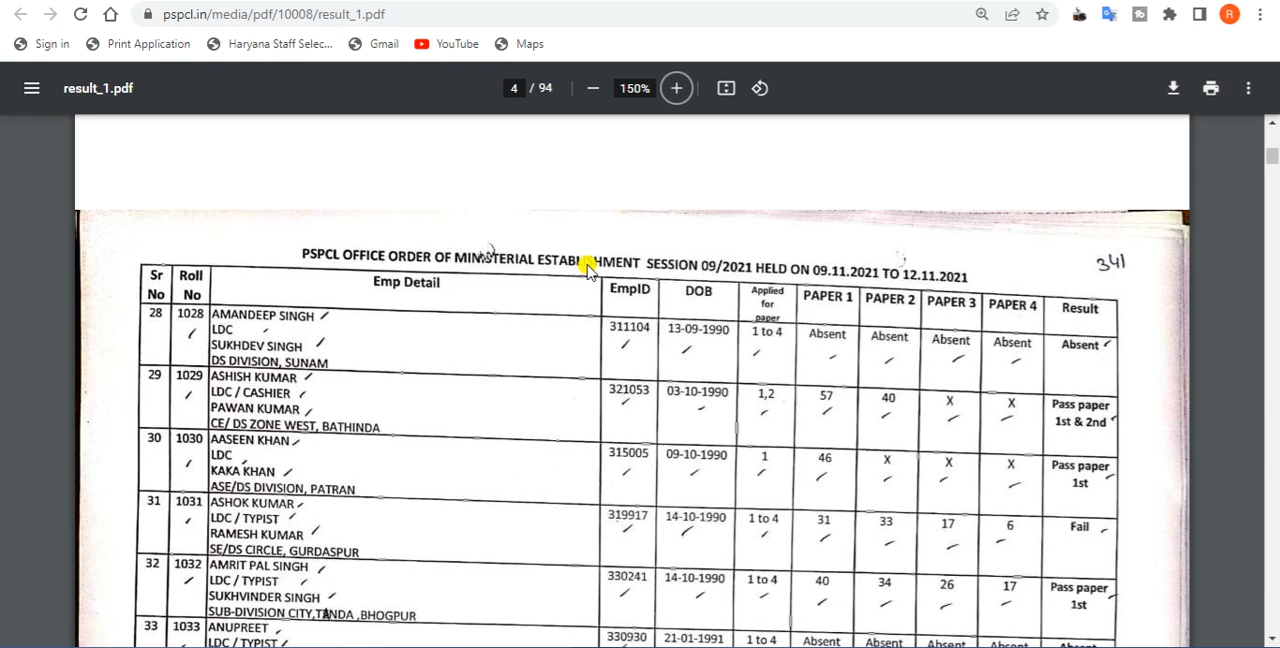 pspcl.in/media/pdf/10008/result_1.pdf
R
Sign in Print Application Haryana Staff Selec... Gmail YouTube Maps
result_1.pdf 4 / 94 150%
341
PSPCL OFFICE ORDER OF MINISTERIAL ESTABLISHMENT SESSION 09/2021 HELD ON 09.11.2021 TO 12.11.2021
Sr No Roll No Emp Detail EmpID DOB Applied for paper PAPER 1 PAPER 2 PAPER 3 PAPER 4 Result
28 1028 AMANDEEP SINGH 311104 13-09-1990 1 to 4 Absent Absent Absent Absent Absent
LDC
SUKHDEV SINGH
DS DIVISION, SUNAM
29 1029 ASHISH KUMAR 321053 03-10-1990 1,2 57 40 X X Pass paper 1st & 2nd
LDC / CASHIER
PAWAN KUMAR
CE/ DS ZONE WEST, BATHINDA
30 1030 AASEEN KHAN 315005 09-10-1990 1 46 X X X Pass paper 1st
LDC
KAKA KHAN
ASE/DS DIVISION, PATRAN
31 1031 ASHOK KUMAR 319917 14-10-1990 1 to 4 31 33 17 6 Fail
LDC / TYPIST
RAMESH KUMAR
SE/DS CIRCLE, GURDASPUR
32 1032 AMRIT PAL SINGH 330241 14-10-1990 1 to 4 40 34 26 17 Pass paper 1st
LDC / TYPIST
SUKHVINDER SINGH
SUB-DIVISION CITY,TANDA ,BHOGPUR
33 1033 ANUPREET 330930 21-01-1991 1 to 4 Absent Absent Absent Absent Absent
LDC / TYPIST